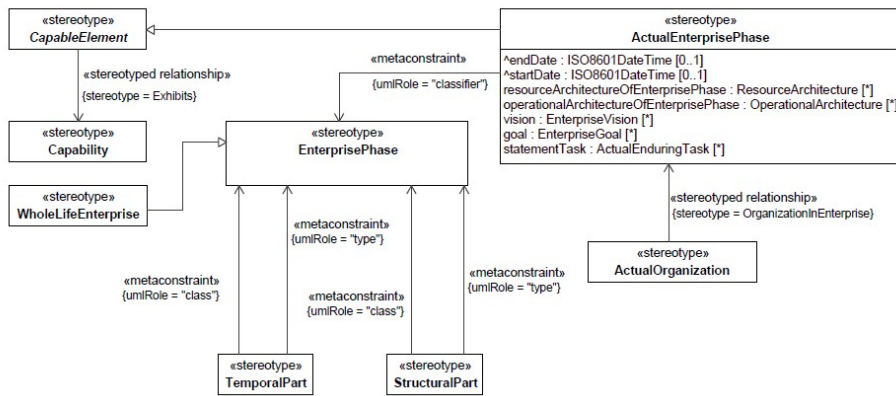 «stereotype»
CapableElement
«stereotype»
ActualEnterprisePhase
^endDate : ISO8601DateTime [0..1]
^startDate : ISO8601DateTime [0..1]
resourceArchitectureOfEnterprisePhase : ResourceArchitecture [*]
operationalArchitectureOfEnterprisePhase : OperationalArchitecture [*]
vision : EnterpriseVision [*]
goal : EnterpriseGoal [*]
statementTask : ActualEnduringTask [*]
«metaconstraint»
{umlRole = "classifier"}
«stereotyped relationship»
{stereotype = Exhibits}
«stereotype»
Capability
«stereotype»
EnterprisePhase
«stereotype»
WholeLifeEnterprise
«stereotyped relationship»
{stereotype = OrganizationInEnterprise}
«metaconstraint»
{umlRole = "type"}
«stereotype»
ActualOrganization
«metaconstraint»
{umlRole = "class"}
«metaconstraint»
{umlRole = "class"}
«metaconstraint»
{umlRole = "type"}
«stereotype»
TemporalPart
«stereotype»
StructuralPart